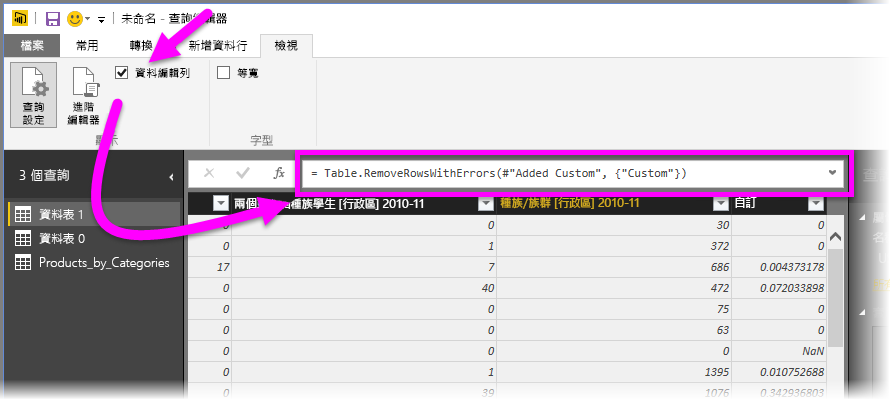 未命名 - 查詢編輯器
檔案 常用 轉換 新增資料行 檢視
查詢設定
進階編輯器
資料編輯列
等寬
顯示
字型
3 個查詢
資料表 1
資料表 0
Products_by_Categories
fx
= Table.RemoveRowsWithErrors(#"Added Custom", {"Custom"})
種族學生 [行政區] 2010-11 種族/族群 [行政區] 2010-11 自訂
0 0 30 0
0 1 372 0
17 7 686 0.004373178
0 40 472 0.072033898
0 0 75 0
0 0 63 0
0 0 0 NaN
0 1 1395 0.010752688
0 39 1076 0.342936803